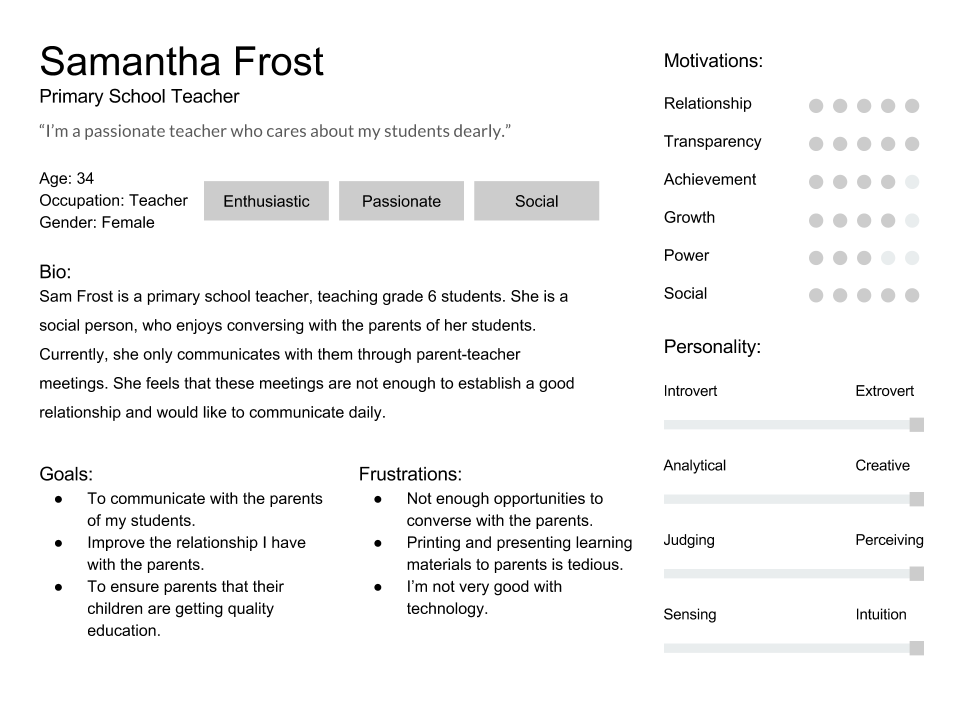 Samantha Frost
Primary School Teacher
“I’m a passionate teacher who cares about my students dearly.”
Age: 34
Occupation: Teacher
Gender: Female
Enthusiastic
Passionate
Social
Bio:
Sam Frost is a primary school teacher, teaching grade 6 students. She is a
social person, who enjoys conversing with the parents of her students.
Currently, she only communicates with them through parent-teacher
meetings. She feels that these meetings are not enough to establish a good
relationship and would like to communicate daily.
Goals:
● To communicate with the parents
of my students.
● Improve the relationship I have
with the parents.
● To ensure parents that their
children are getting quality
education.
Frustrations:
● Not enough opportunities to
converse with the parents.
● Printing and presenting learning
materials to parents is tedious.
● I’m not very good with
technology.
Motivations:
Relationship
Transparency
Achievement
Growth
Power
Social
Personality:
Introvert Extrovert
Analytical Creative
Judging Perceiving
Sensing Intuition